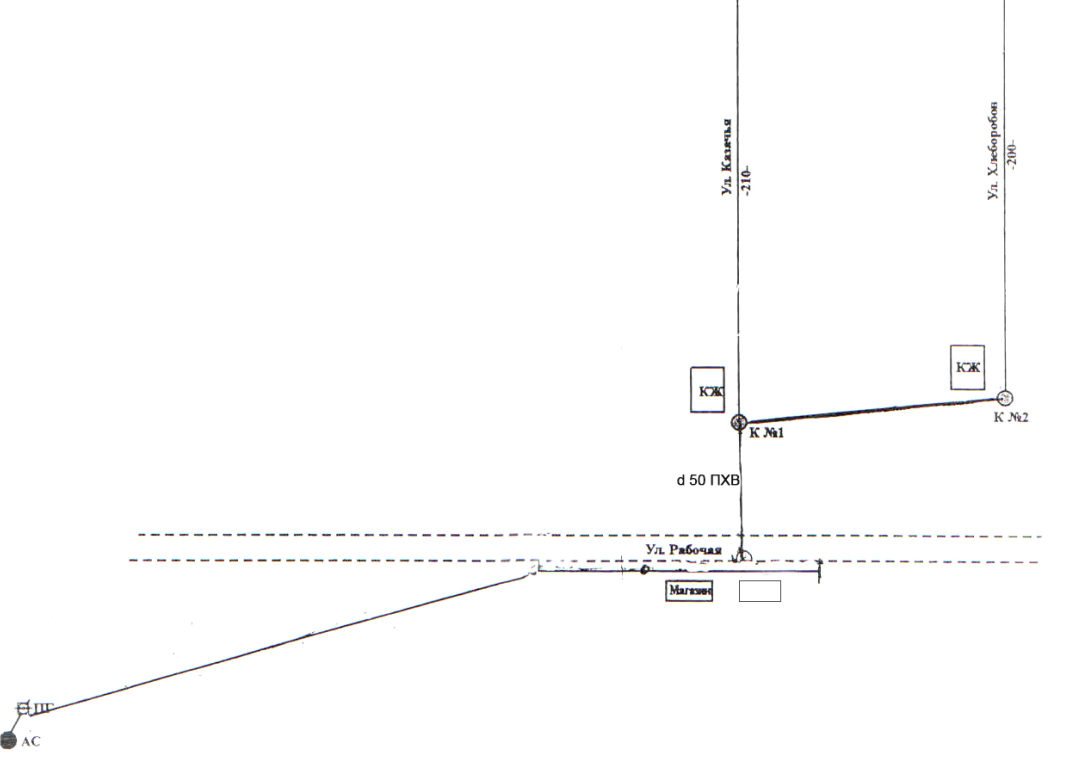 Ул. Казачья
-210-
Ул. Хлеборобов
-200-
КЖ
КЖ
К №1
К №2
d 50 ПХВ
Ул. Рабочая
Магазин
ПГ
АС